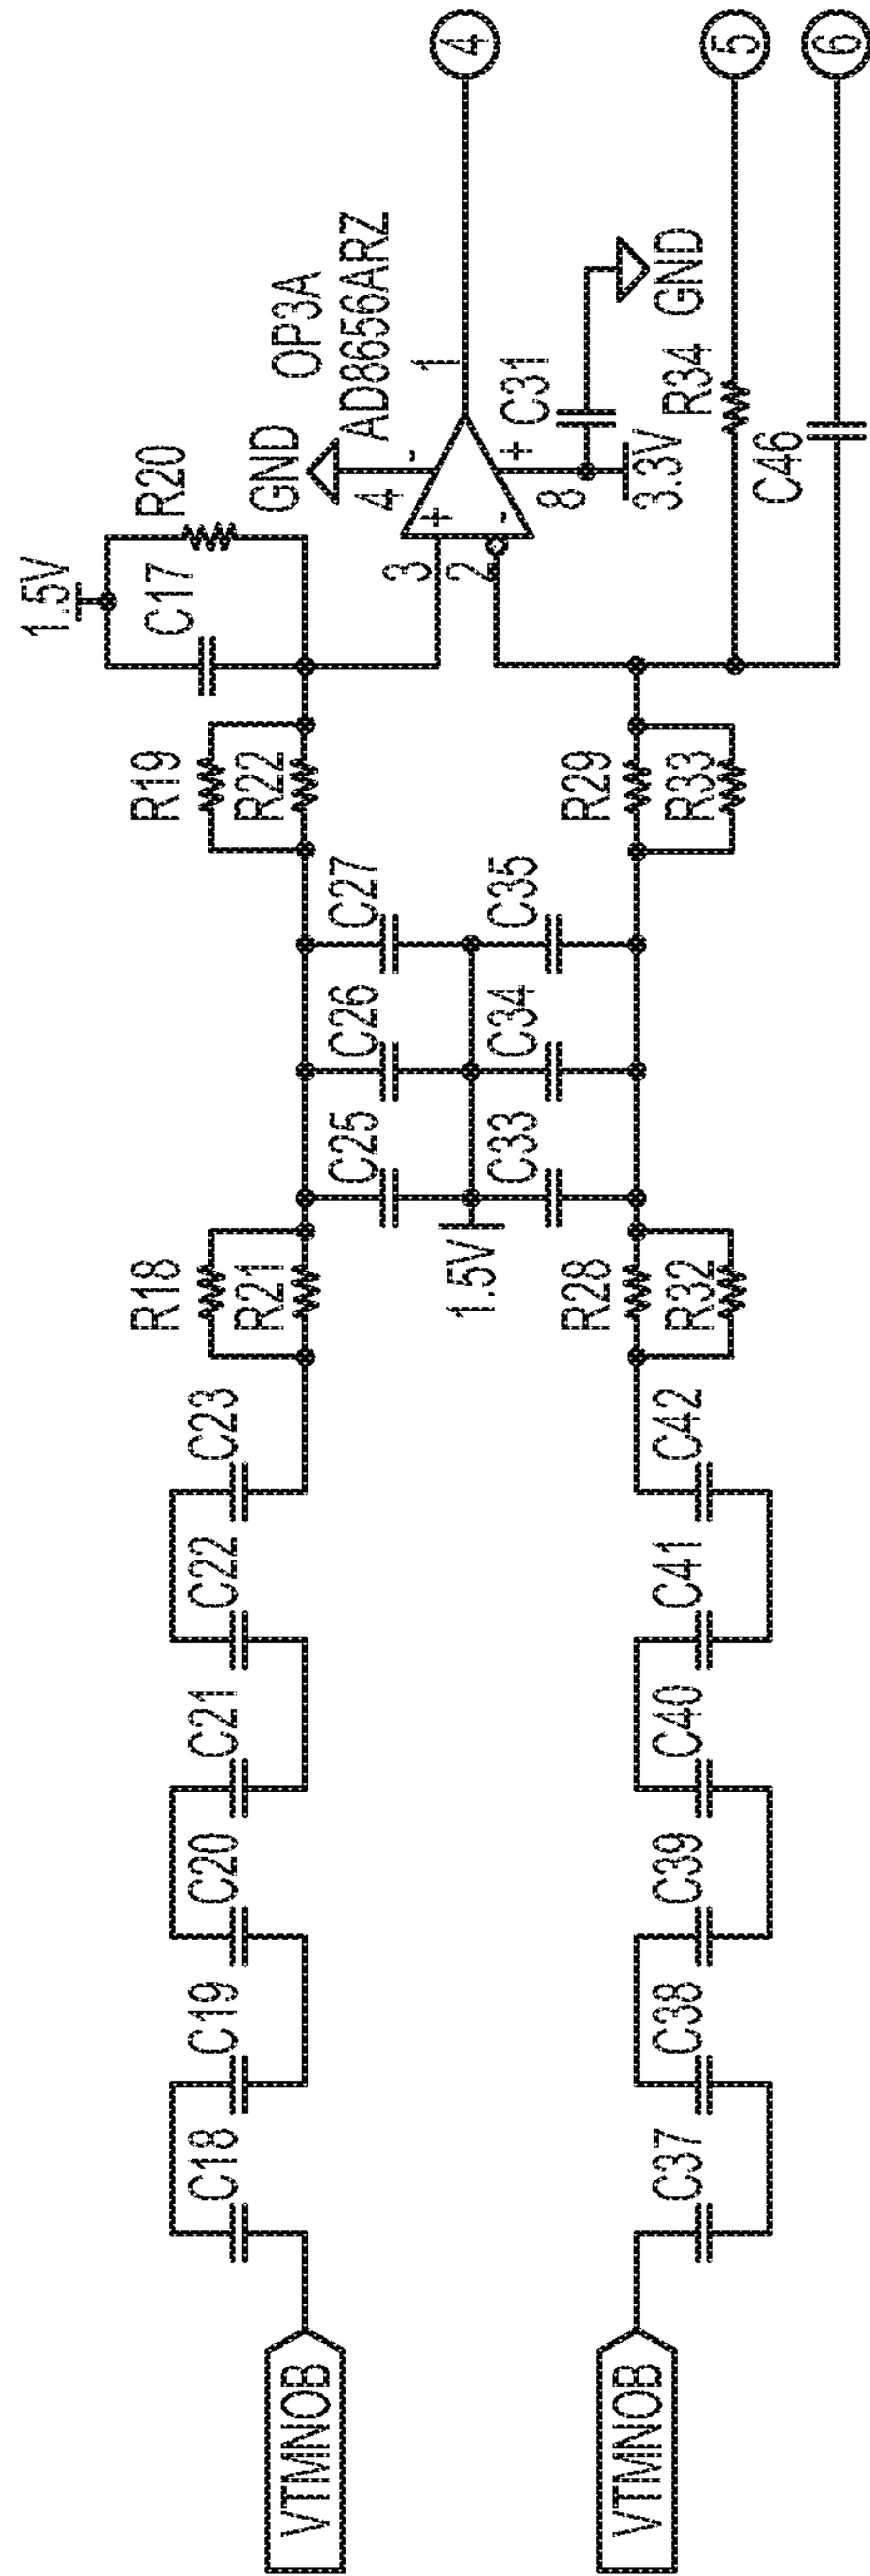 1.5V
C17
R20
GND
OP3A
AD8656ARZ
4
-
1
4
3
+
2
-
8
+
C31
GND
3.3V
R34
5
C46
6
R19
R22
C27
C26
C25
1.5V
C35
C34
C33
R29
R33
R18
R21
R28
R32
C18
C19
C20
C21
C22
C23
VTMNOB
C37
C38
C39
C40
C41
C42
VTMNOB